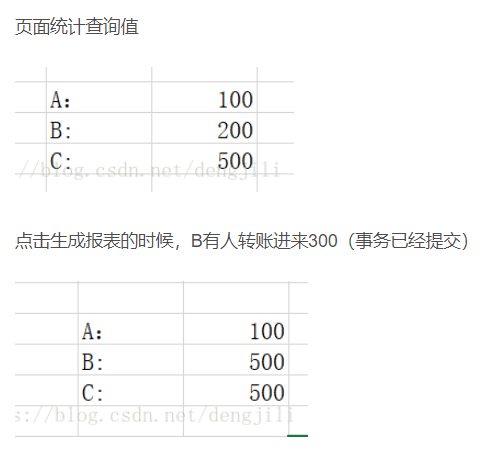 页面统计查询值
A： 100
B: 200
C: 500
//blog.csdn.net/dengjili
点击生成报表的时候，B有人转账进来300（事务已经提交）
A： 100
B: 500
C: 500
s://blog.csdn.net/dengjili